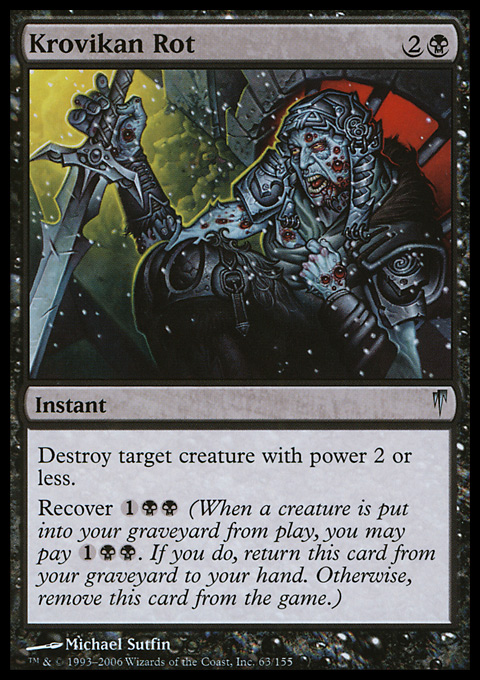 Krovikan Rot 2
Instant
Destroy target creature with power 2 or
less.
Recover 1 (When a creature is put
into your graveyard from play, you may
pay 1. If you do, return this card from
your graveyard to your hand. Otherwise,
remove this card from the game.)
Michael Sutfin
™ & © 1993–2006 Wizards of the Coast, Inc. 63/155